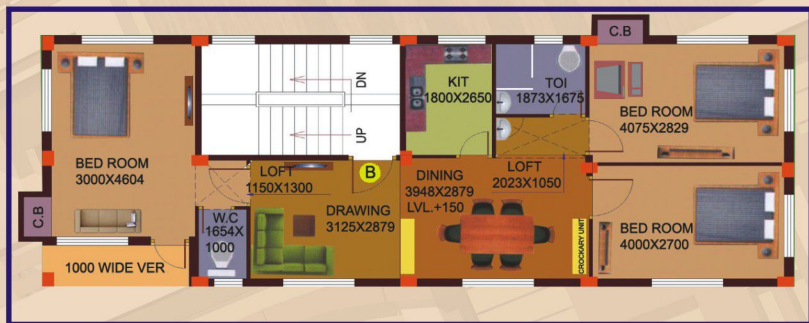 C.B
BED ROOM
3000X4604
C.B
1000 WIDE VER
DN
UP
LOFT
1150X1300
W.C
1654X
1000
B
DRAWING
3125X2879
KIT
1800X2650
TOI
1873X1675
DINING
3948X2879
LVL.+150
LOFT
2023X1050
CROCKARY UNIT
BED ROOM
4075X2829
BED ROOM
4000X2700